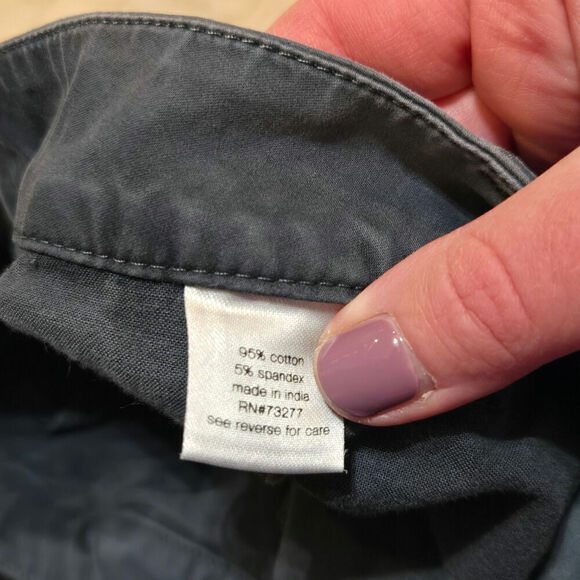 95% cotton
5% spandex
made in india
RN#73277
see reverse for care